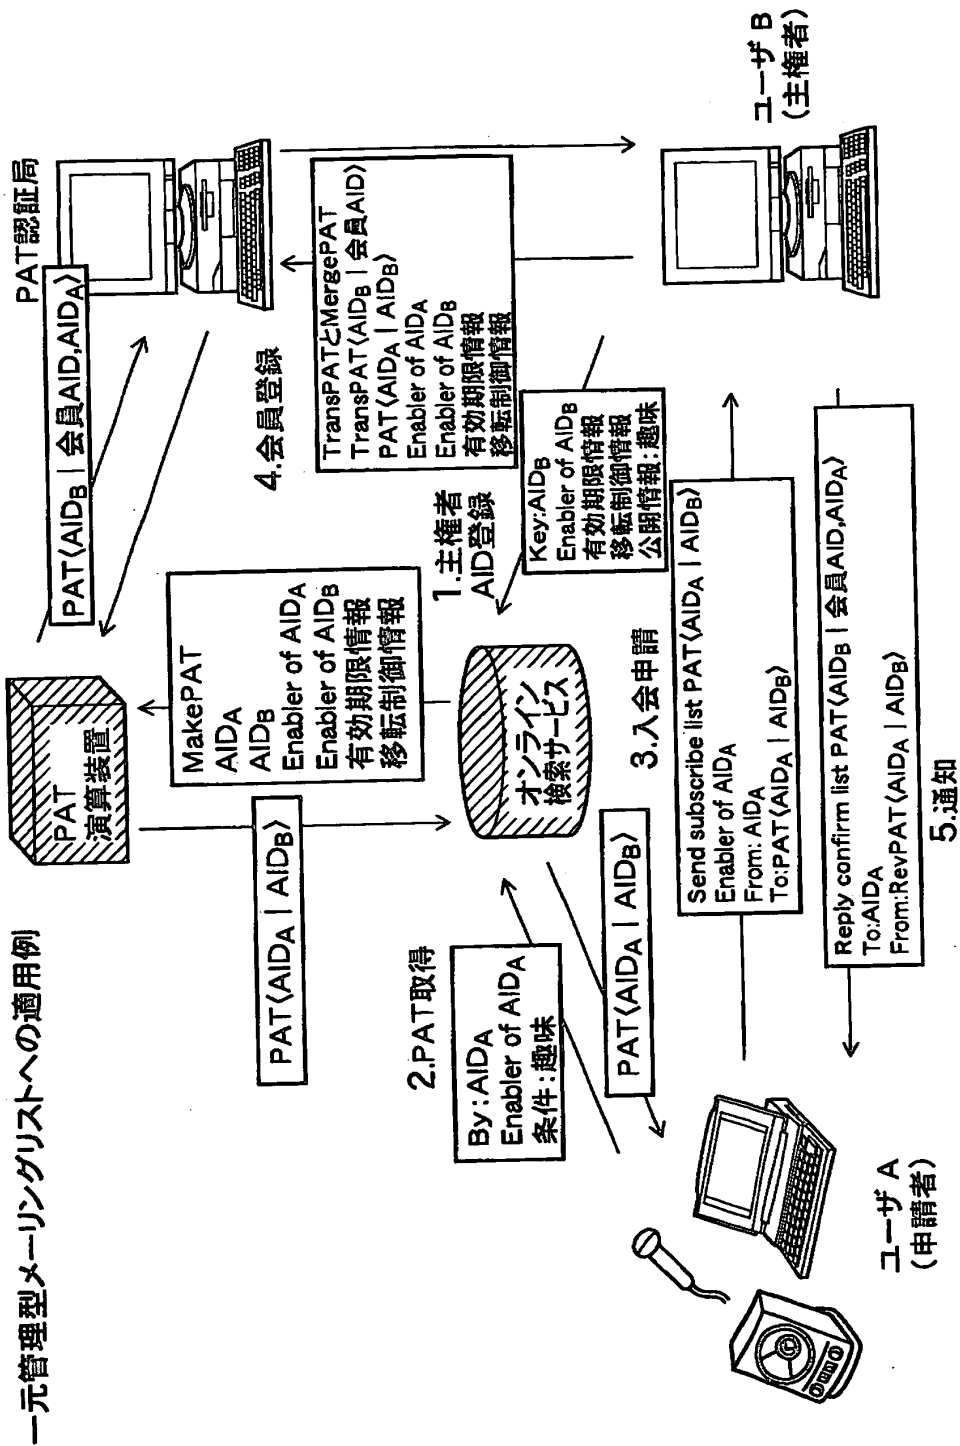 一元管理型メーリングリストへの適用例
PAT
演算装置
PAT認証局
PAT〈AIDB | 会員AID,AIDA〉
PAT〈AIDA | AIDB〉
MakePAT
AIDA
AIDB
Enabler of AIDA
Enabler of AIDB
有効期限情報
移転制御情報
4.会員登録
TransPATとMergePAT
TransPAT〈AIDB | 会員AID〉
PAT〈AIDA | AIDB〉
Enabler of AIDA
Enabler of AIDB
有効期限情報
移転制御情報
2.PAT取得
By:AIDA
Enabler of AIDA
条件:趣味
オンライン
検索サービス
1.主権者
AID登録
Key:AIDB
Enabler of AIDB
有効期限情報
移転制御情報
公開情報:趣味
PAT〈AIDA | AIDB〉
3.入会申請
Send subscribe list PAT〈AIDA | AIDB〉
Enabler of AIDA
From: AIDA
To:PAT〈AIDA | AIDB〉
Reply confirm list PAT〈AIDB | 会員AID,AIDA〉
To:AIDA
From:RevPAT〈AIDA | AIDB〉
5.通知
ユーザ A
(申請者)
ユーザ B
(主権者)